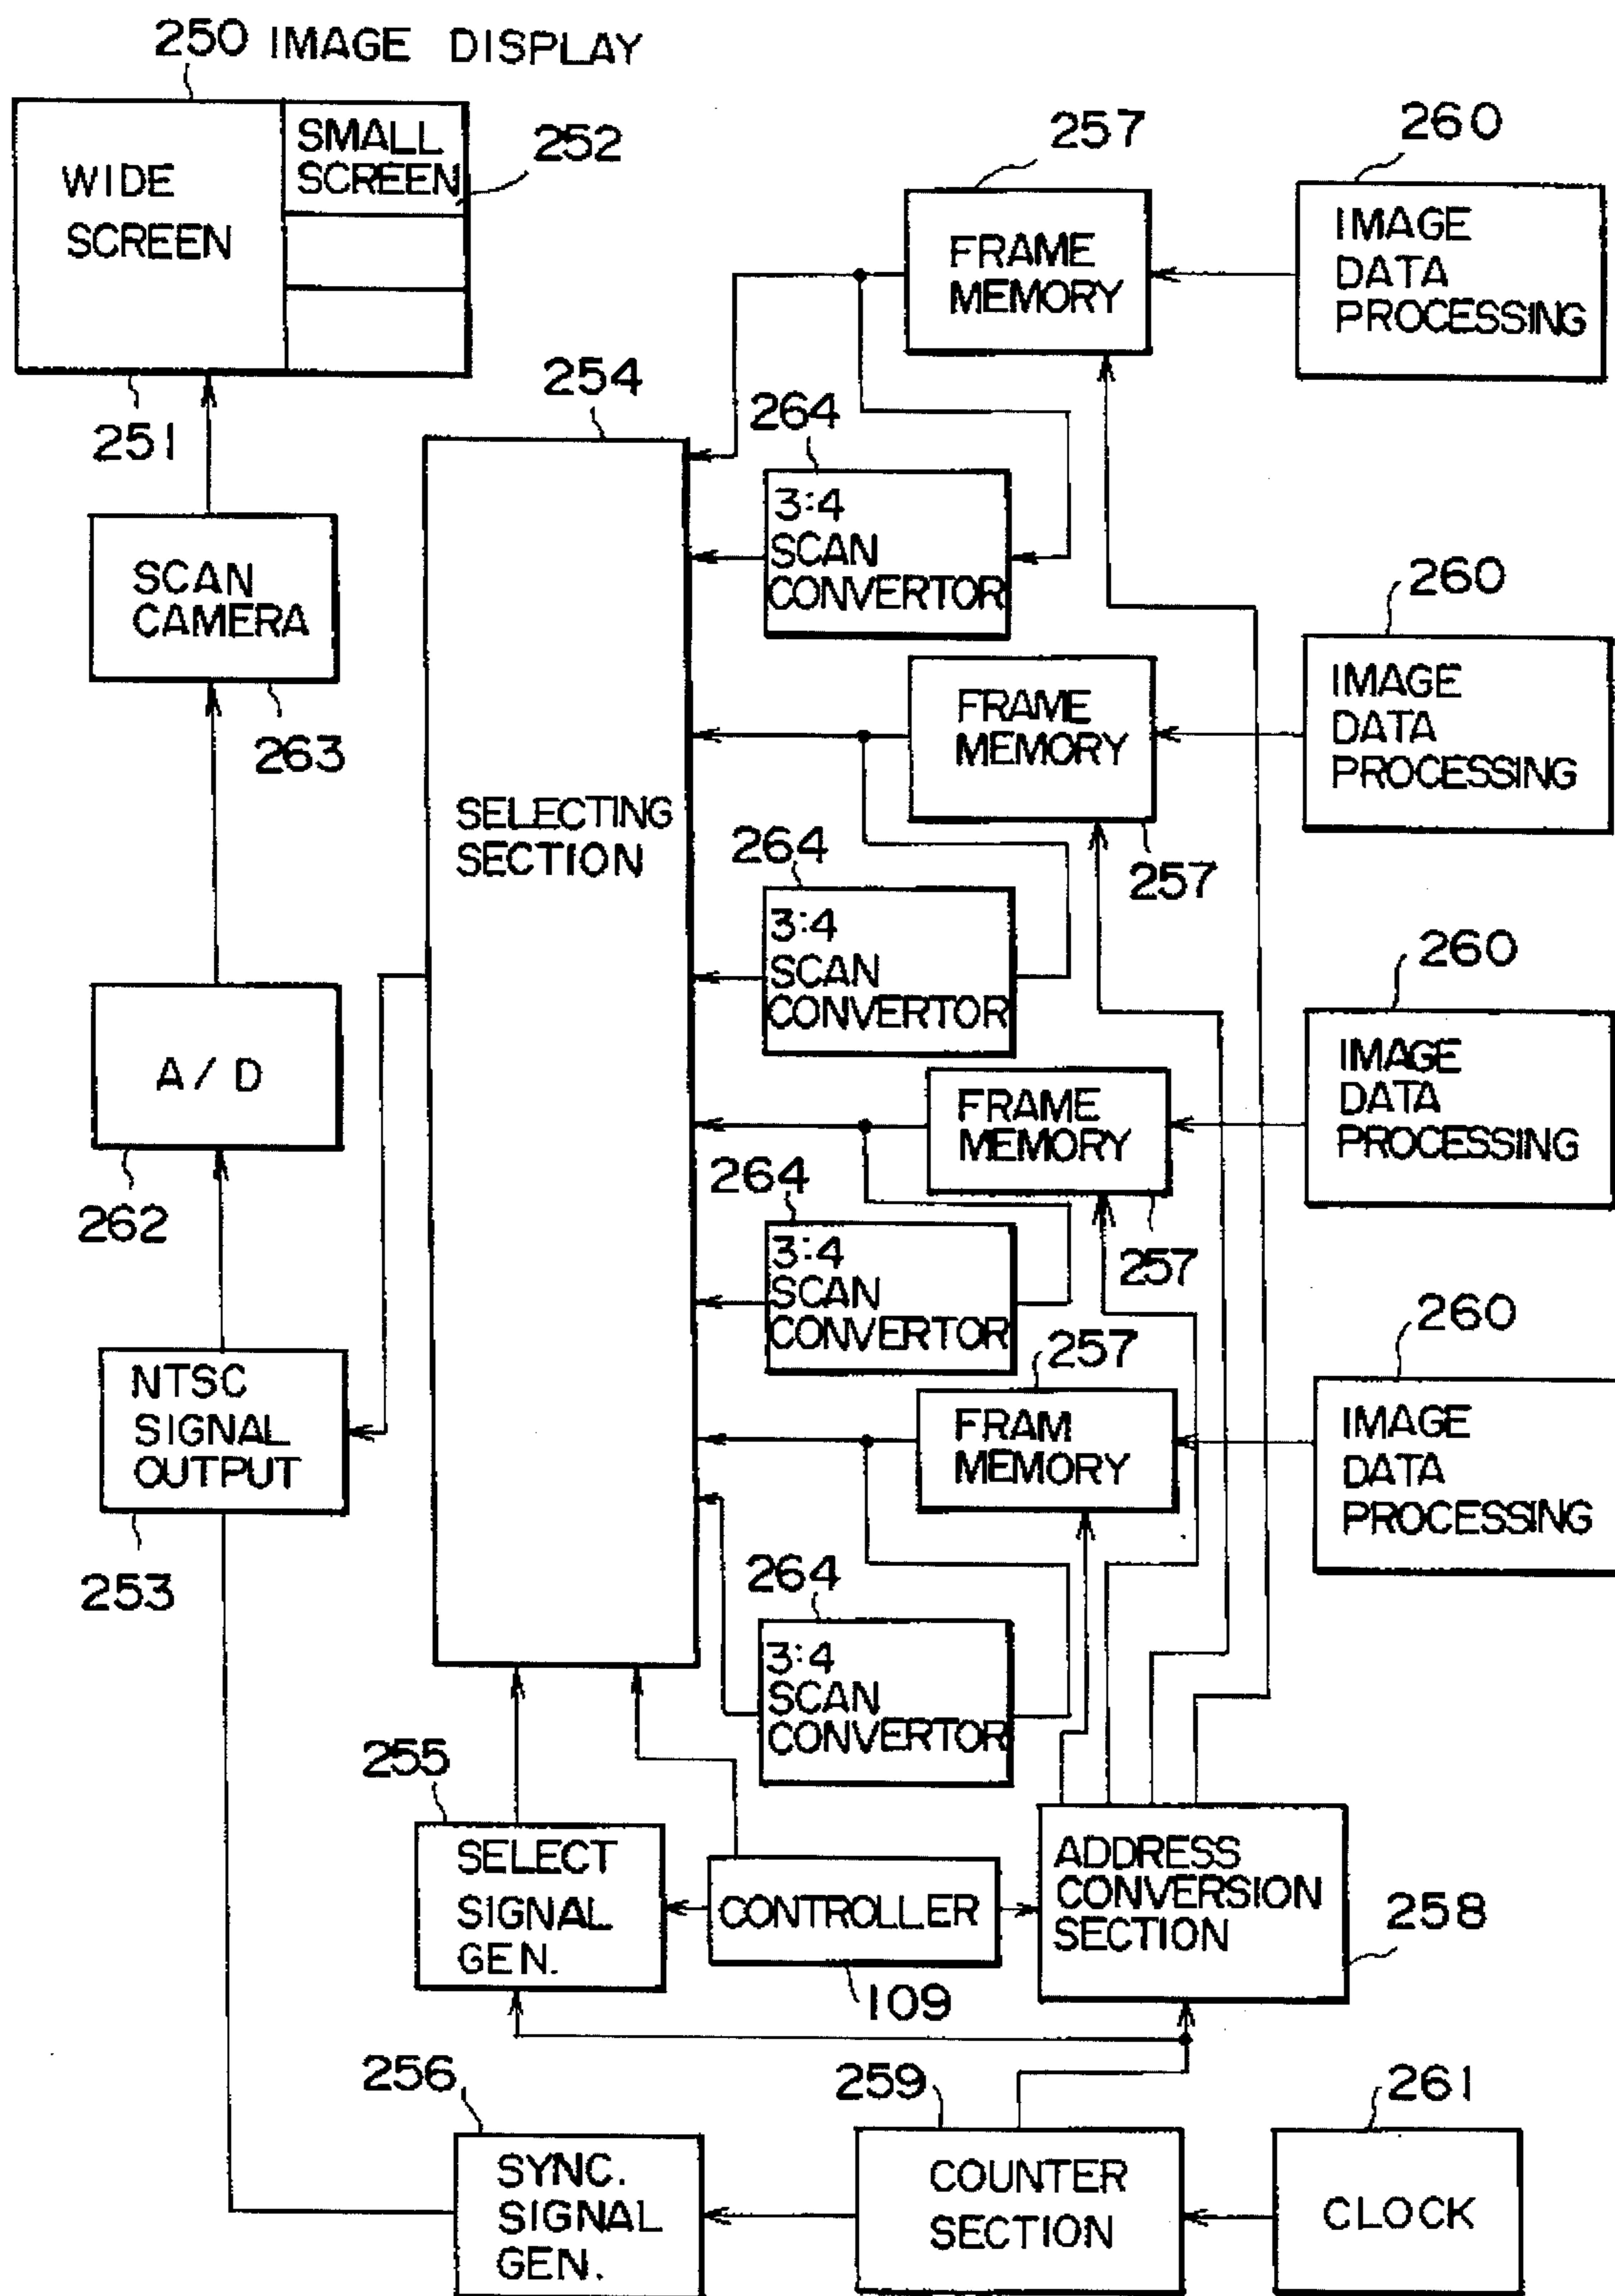 250 IMAGE DISPLAY
WIDE
SCREEN
SMALL
SCREEN
252
251
257
FRAME
MEMORY
260
IMAGE
DATA
PROCESSING
254
264
3:4
SCAN
CONVERTOR
SCAN
CAMERA
263
260
IMAGE
DATA
PROCESSING
FRAME
MEMORY
257
SELECTING
SECTION
264
3:4
SCAN
CONVERTOR
260
IMAGE
DATA
PROCESSING
A/D
262
FRAME
MEMORY
257
264
3:4
SCAN
CONVERTOR
260
IMAGE
DATA
PROCESSING
257
FRAM
MEMORY
NTSC
SIGNAL
OUTPUT
253
264
3:4
SCAN
CONVERTOR
255
SELECT
SIGNAL
GEN.
CONTROLLER
109
ADDRESS
CONVERSION
SECTION
258
256
SYNC.
SIGNAL
GEN.
259
COUNTER
SECTION
261
CLOCK